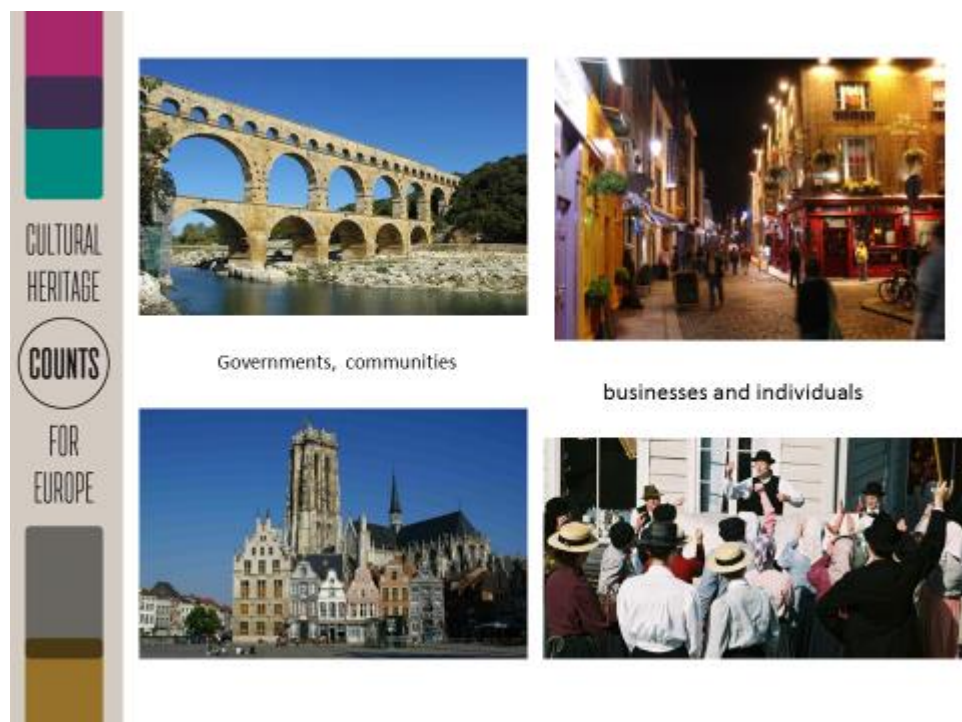 CULTURAL
HERITAGE
COUNTS
FOR
EUROPE
Governments, communities
businesses and individuals